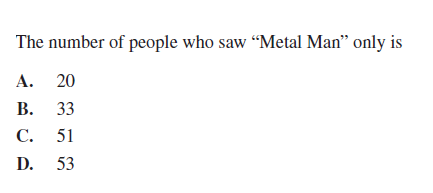 The number of people who saw “Metal Man” only is
A. 20
B. 33
C. 51
D. 53